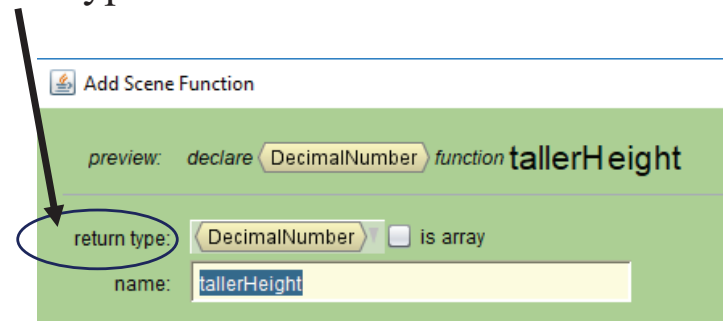 Add Scene Function
preview: declare DecimalNumber function tallerHeight
return type: DecimalNumber is array
name: tallerHeight